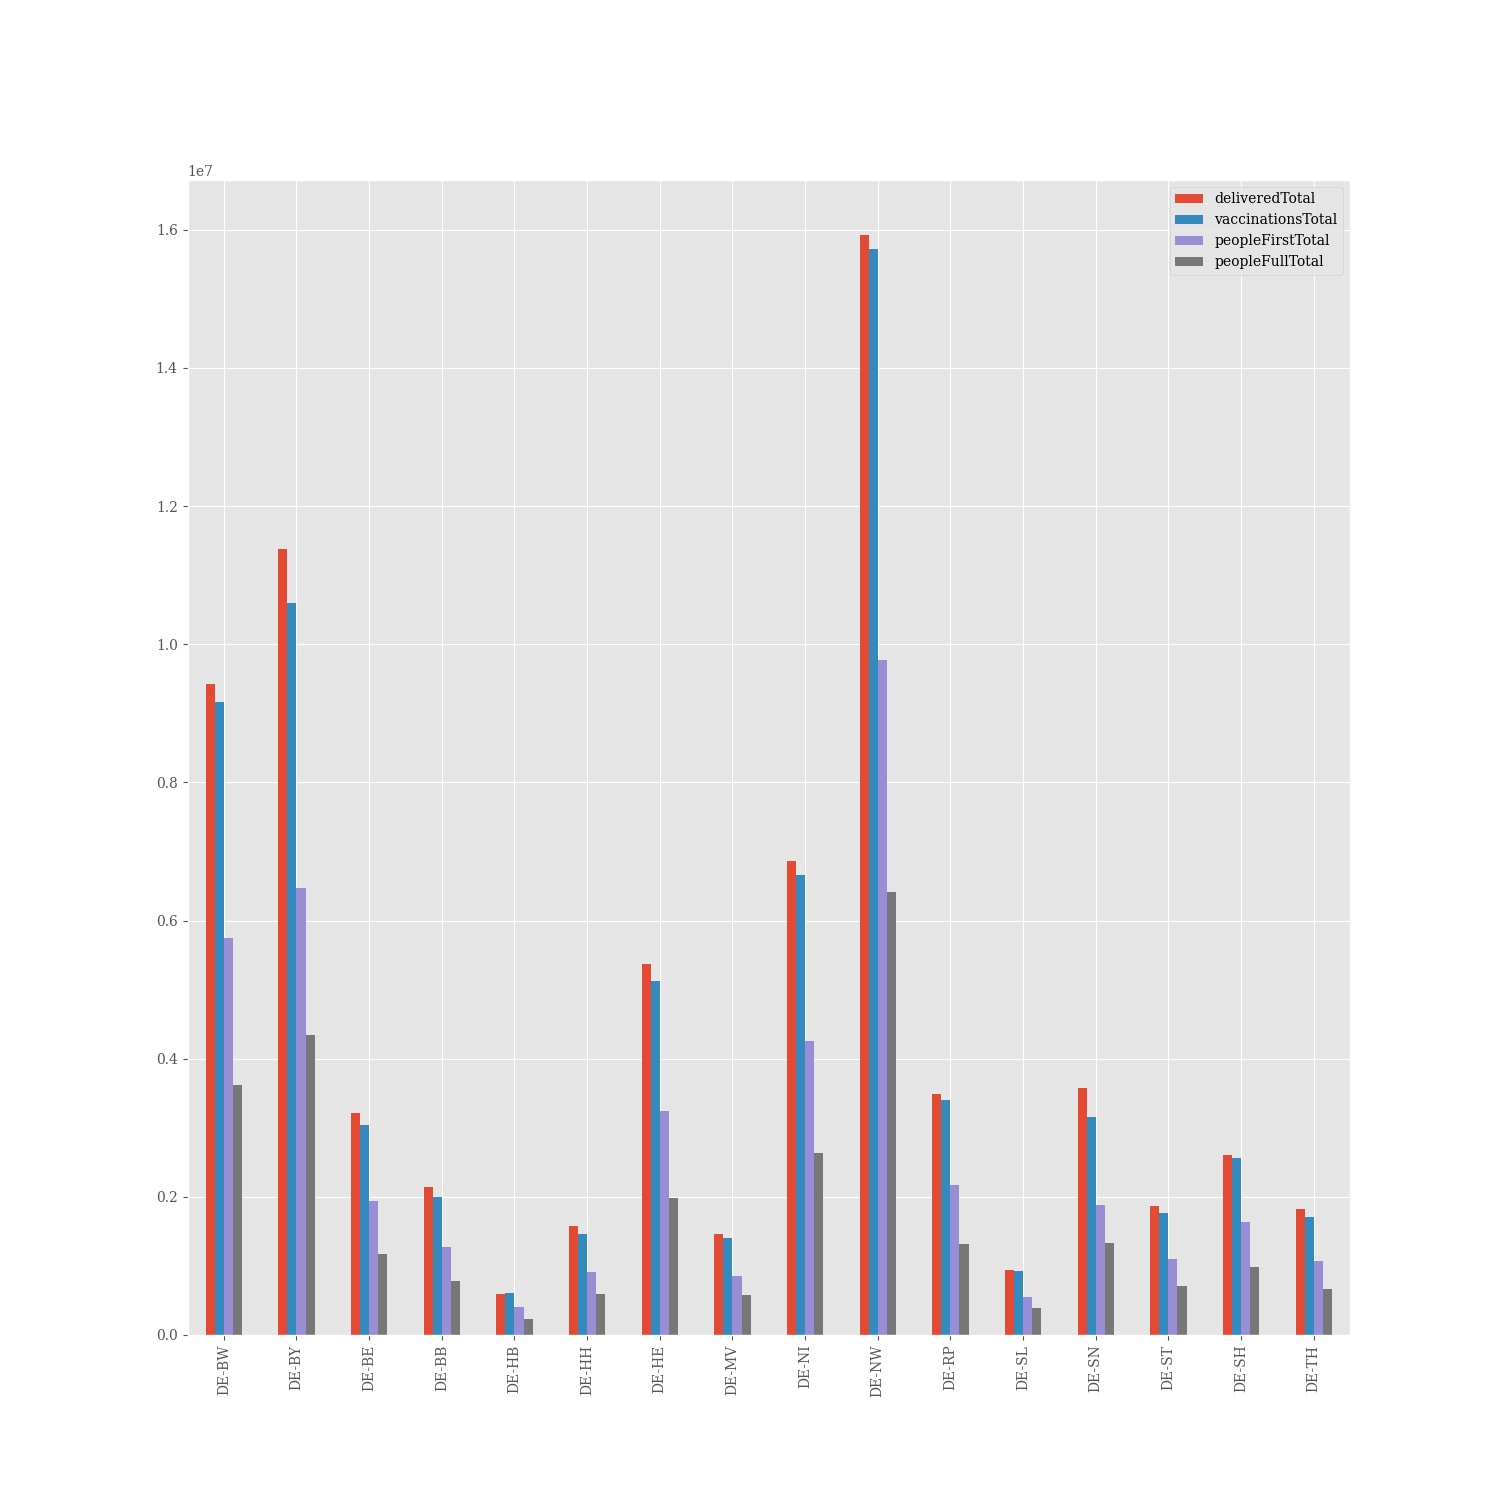 1e7
deliveredTotal
vaccinationsTotal
peopleFirstTotal
peopleFullTotal
1.6
1.4
1.2
1.0
0.8
0.6
0.4
0.2
0.0
DE-BW
DE-BY
DE-BE
DE-BB
DE-HB
DE-HH
DE-HE
DE-MV
DE-NI
DE-NW
DE-RP
DE-SL
DE-SN
DE-ST
DE-SH
DE-TH